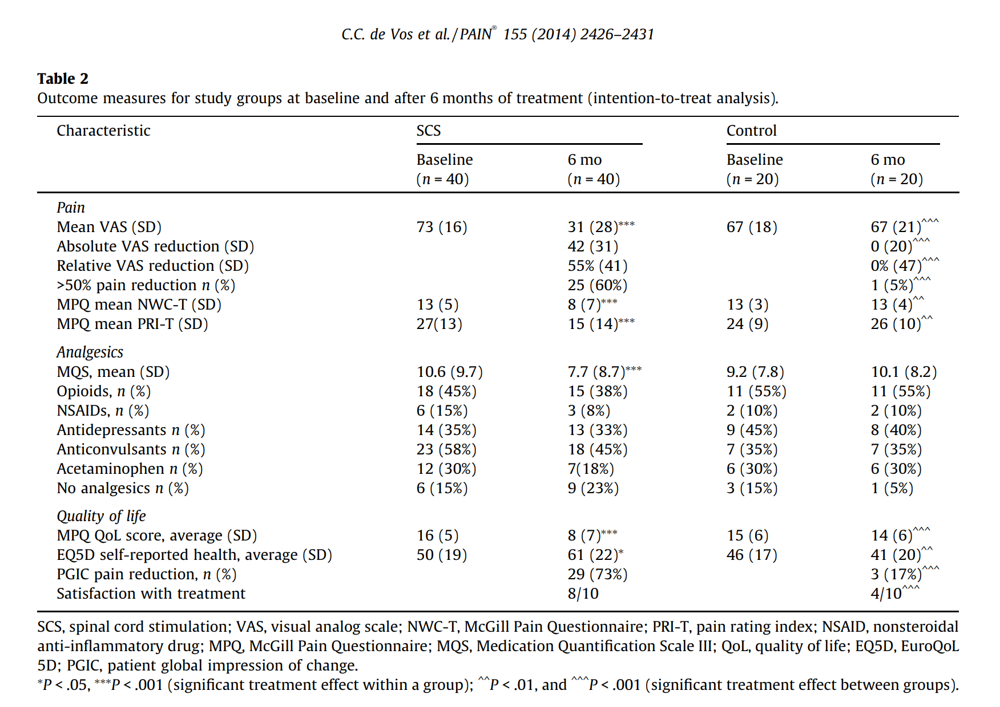 C.C. de Vos et al. / PAIN® 155 (2014) 2426–2431
Table 2
Outcome measures for study groups at baseline and after 6 months of treatment (intention-to-treat analysis).
Characteristic SCS Control
Baseline 6 mo Baseline 6 mo
(n = 40) (n = 40) (n = 20) (n = 20)
Pain
Mean VAS (SD) 73 (16) 31 (28)*** 67 (18) 67 (21)^^^
Absolute VAS reduction (SD) 42 (31) 0 (20)^^^
Relative VAS reduction (SD) 55% (41) 0% (47)^^^
>50% pain reduction n (%) 25 (60%) 1 (5%)^^^
MPQ mean NWC-T (SD) 13 (5) 8 (7)*** 13 (3) 13 (4)^^
MPQ mean PRI-T (SD) 27(13) 15 (14)*** 24 (9) 26 (10)^^
Analgesics
MQS, mean (SD) 10.6 (9.7) 7.7 (8.7)*** 9.2 (7.8) 10.1 (8.2)
Opioids, n (%) 18 (45%) 15 (38%) 11 (55%) 11 (55%)
NSAIDs, n (%) 6 (15%) 3 (8%) 2 (10%) 2 (10%)
Antidepressants n (%) 14 (35%) 13 (33%) 9 (45%) 8 (40%)
Anticonvulsants n (%) 23 (58%) 18 (45%) 7 (35%) 7 (35%)
Acetaminophen n (%) 12 (30%) 7(18%) 6 (30%) 6 (30%)
No analgesics n (%) 6 (15%) 9 (23%) 3 (15%) 1 (5%)
Quality of life
MPQ QoL score, average (SD) 16 (5) 8 (7)*** 15 (6) 14 (6)^^^
EQ5D self-reported health, average (SD) 50 (19) 61 (22)* 46 (17) 41 (20)^^
PGIC pain reduction, n (%) 29 (73%) 3 (17%)^^^
Satisfaction with treatment 8/10 4/10^^^
SCS, spinal cord stimulation; VAS, visual analog scale; NWC-T, McGill Pain Questionnaire; PRI-T, pain rating index; NSAID, nonsteroidal
anti-inflammatory drug; MPQ, McGill Pain Questionnaire; MQS, Medication Quantification Scale III; QoL, quality of life; EQ5D, EuroQoL
5D; PGIC, patient global impression of change.
*P < .05, ***P < .001 (significant treatment effect within a group); ^^P < .01, and ^^^P < .001 (significant treatment effect between groups).